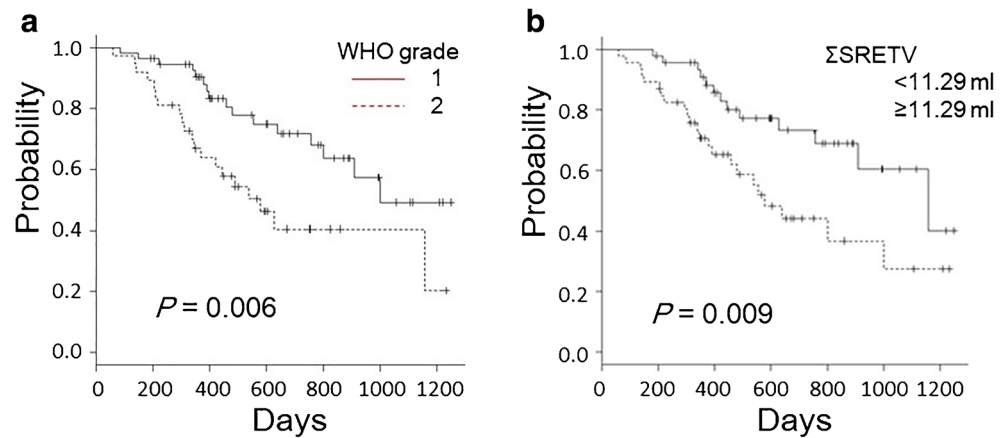 a
Probability
1.0
0.8
0.6
0.4
0.2
0.0
WHO grade
1
2
P = 0.006
0 200 400 600 800 1000 1200
Days
b
Probability
1.0
0.8
0.6
0.4
0.2
0.0
ΣSRETV
<11.29 ml
≥11.29 ml
P = 0.009
0 200 400 600 800 1000 1200
Days